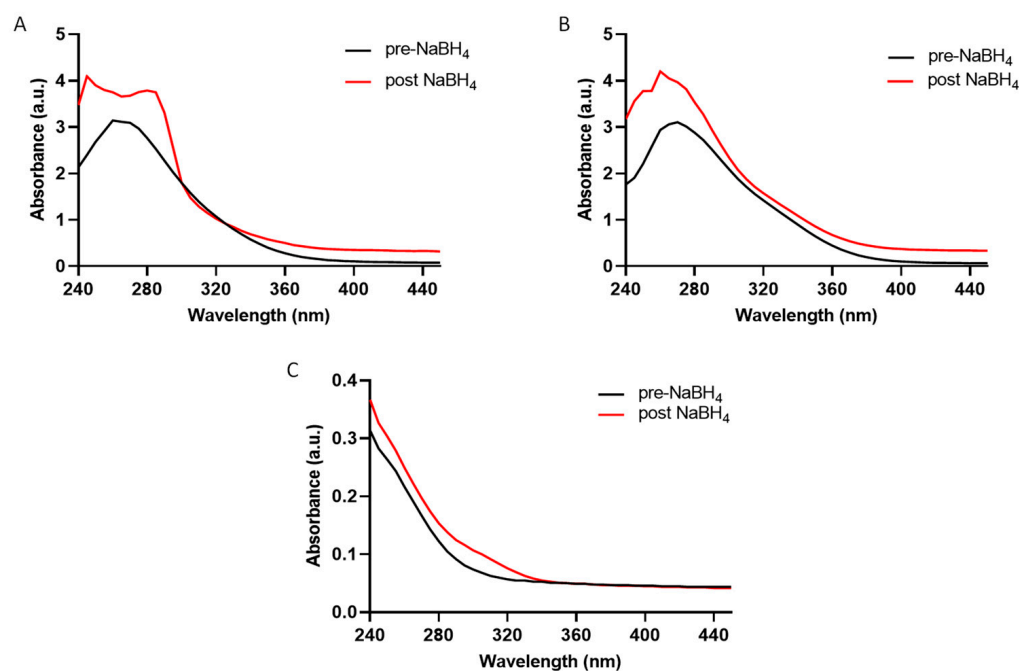 A
pre-NaBH₄
post NaBH₄
5
4
3
2
1
0
Absorbance (a.u.)
240 280 320 360 400 440
Wavelength (nm)
B
pre-NaBH₄
post NaBH₄
5
4
3
2
1
0
Absorbance (a.u.)
240 280 320 360 400 440
Wavelength (nm)
C
pre-NaBH₄
post NaBH₄
0.4
0.3
0.2
0.1
0.0
Absorbance (a.u.)
240 280 320 360 400 440
Wavelength (nm)